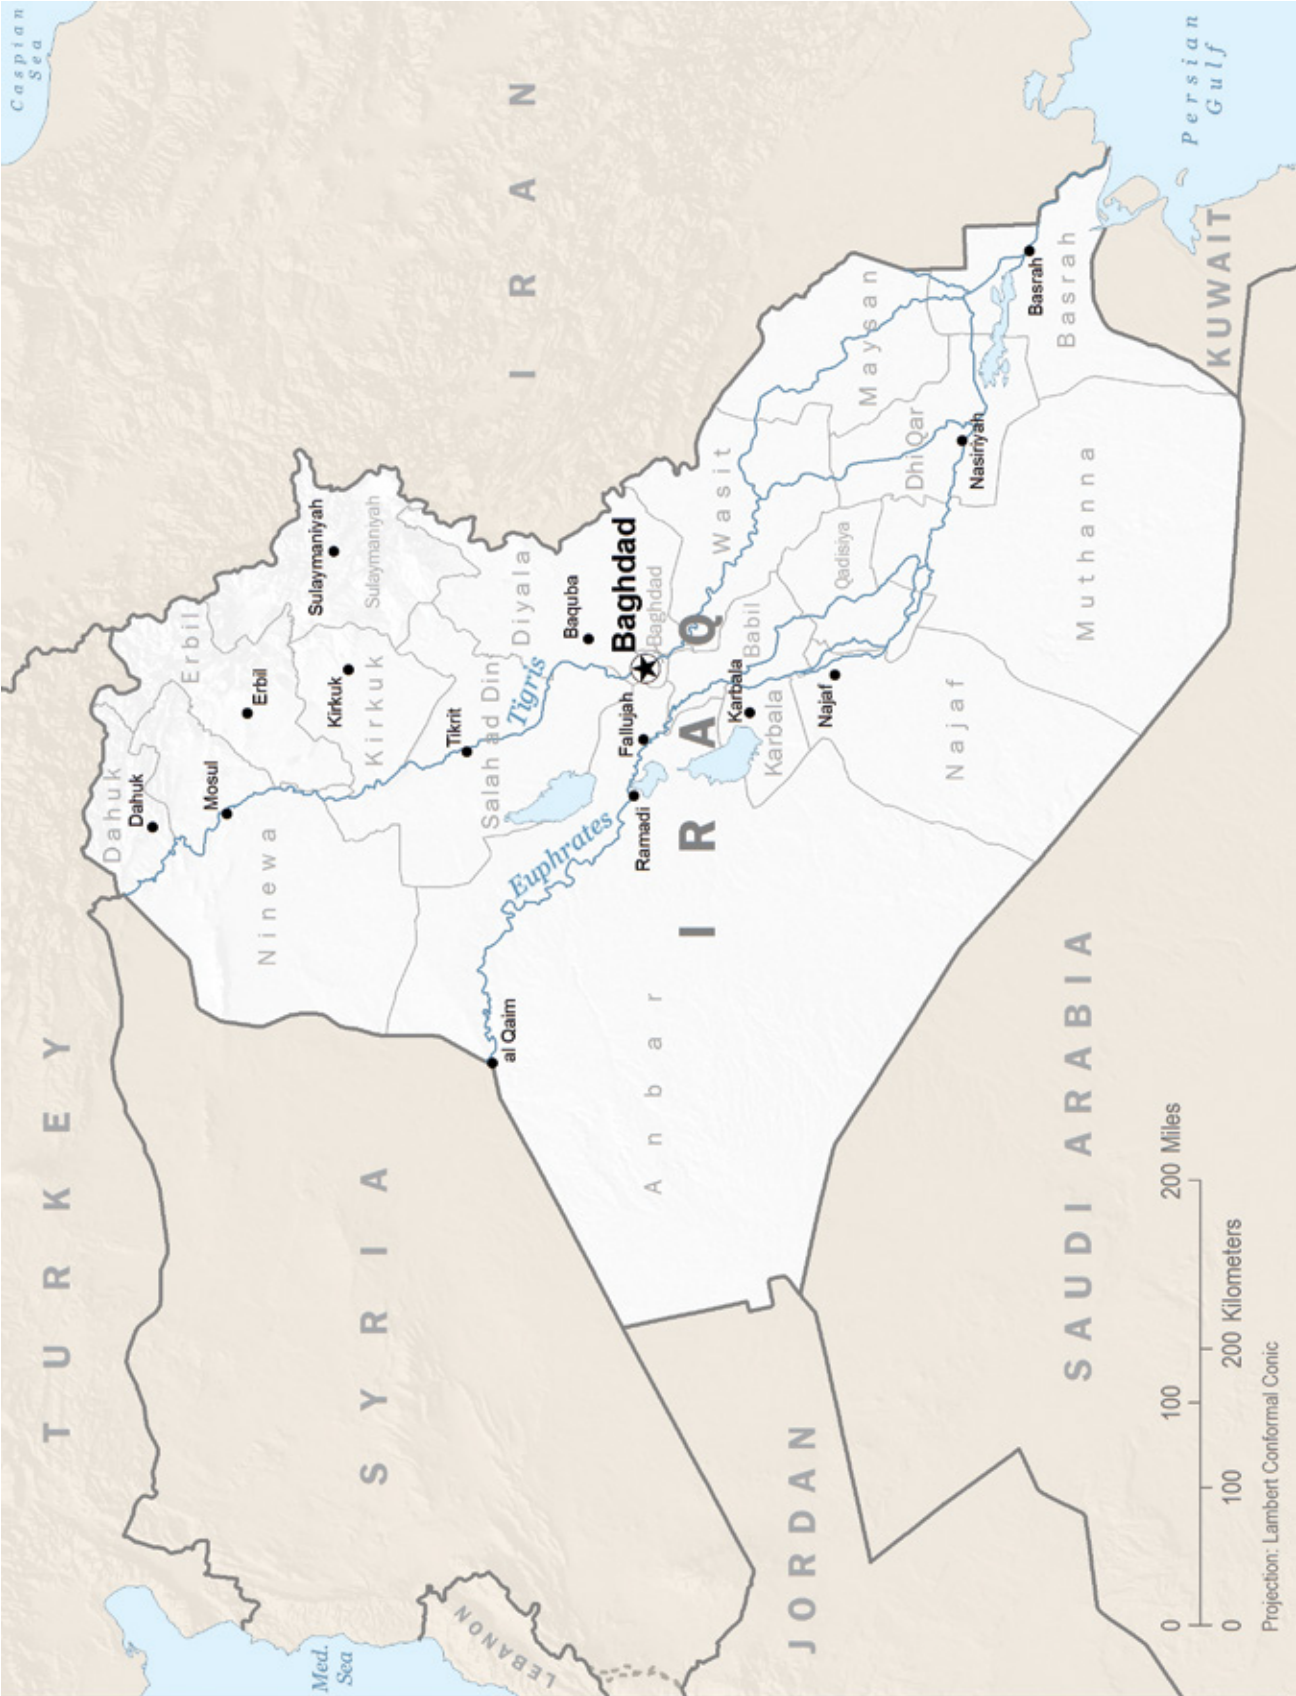 Caspian
Sea
TURKEY
SYRIA
IRAN
Med.
Sea
LEBANON
JORDAN
SAUDI ARABIA
KUWAIT
Persian
Gulf
IRAQ
Dahuk
Dahuk
Mosul
Ninewa
Erbil
Erbil
Kirkuk
Kirkuk
Sulaymaniyah
Sulaymaniyah
Tikrit
Salah ad Din
Tigris
Diyala
Baquba
Euphrates
al Qaim
Anbar
Ramadi
Fallujah
Baghdad
Baghdad
Wasit
Karbala
Karbala
Babil
Najaf
Najaf
Qadisiya
Dhi Qar
Maysan
Nasiriyah
Muthanna
Basrah
Basrah
0 100 200 Miles
0 100 200 Kilometers
Projection: Lambert Conformal Conic